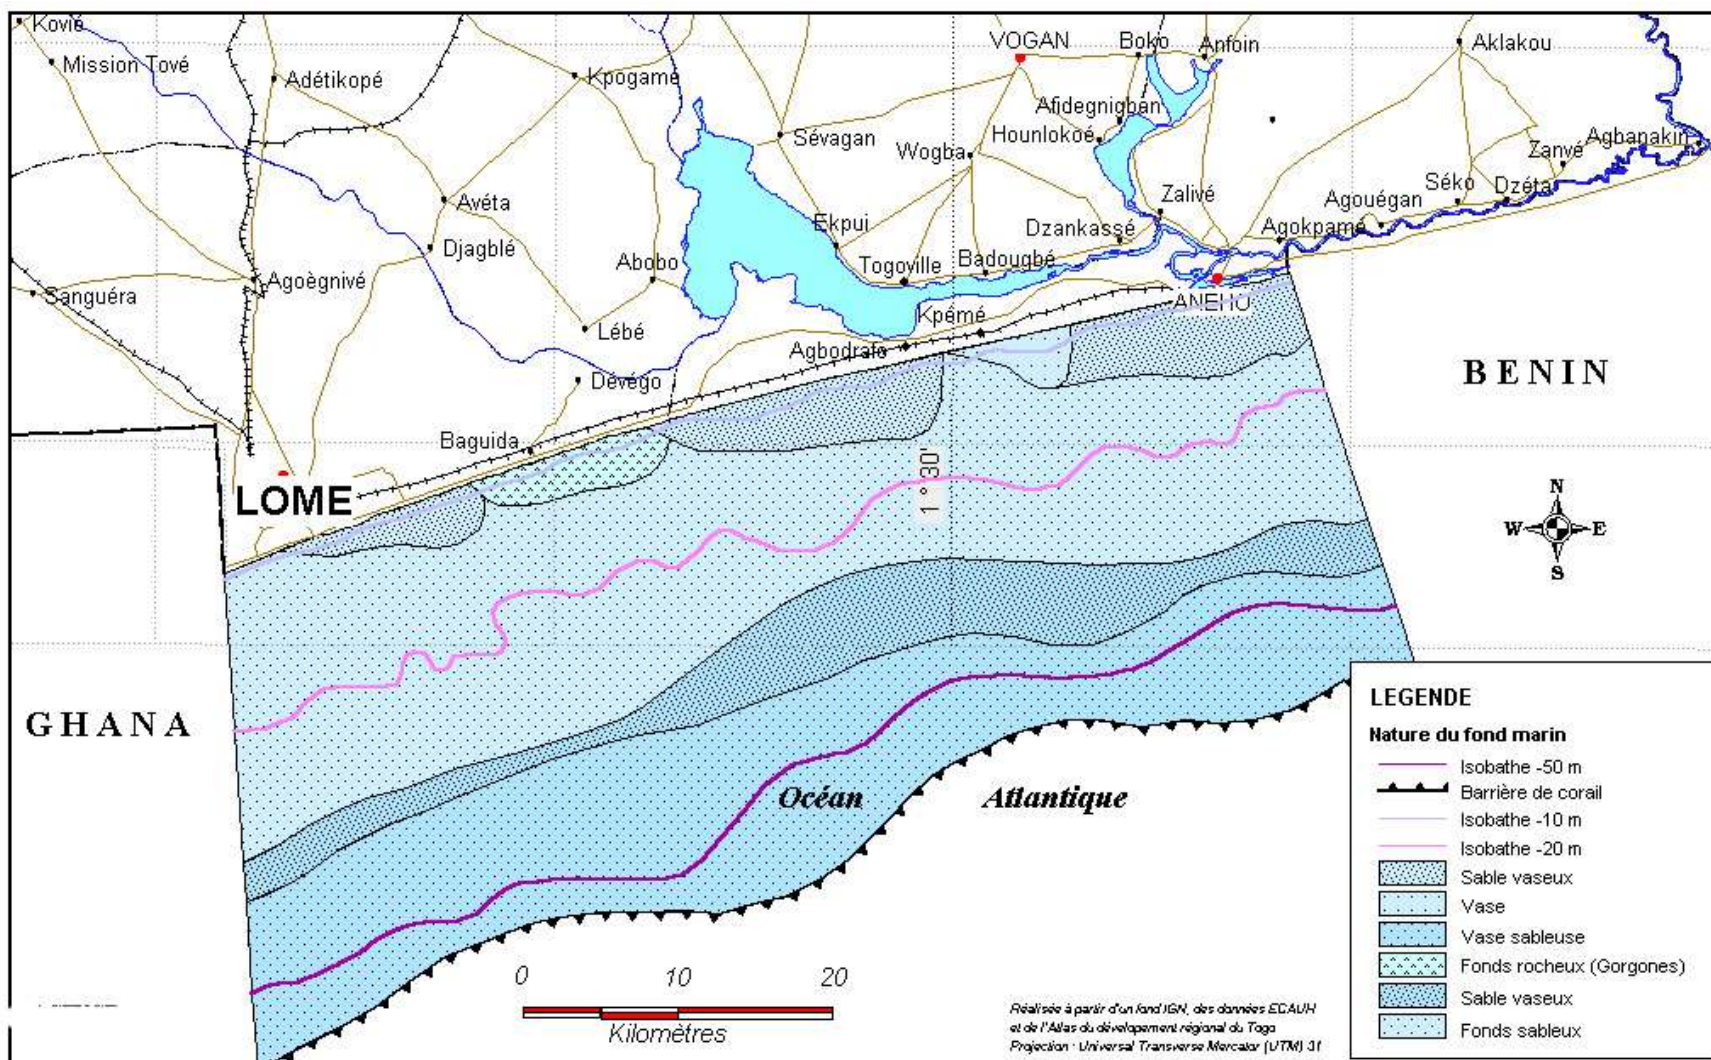 Kovié
Mission Tové
Adétikopé
Kpogamé
VOGAN
Boko
Anfoin
Aklakou
Afidegnigban
Hounlokoé
Sévagan
Wogba
Agbanakin
Zanvé
Avéta
Zalivé
Séko
Dzéta
Agouégan
Ekpui
Dzankassé
Agokpamé
Djagblé
Abobo
Togoville
Badougbé
Agoègnivé
Sanguéra
ANEHO
Lébé
Kpémé
Agbodrafo
Dévégo
BENIN
Baguida
LOME
1° 30'
N
W
E
S
GHANA
Océan
Atlantique
LEGENDE
Nature du fond marin
Isobathe -50 m
Barrière de corail
Isobathe -10 m
Isobathe -20 m
Sable vaseux
Vase
Vase sableuse
Fonds rocheux (Gorgones)
Sable vaseux
Fonds sableux
0 10 20
Kilomètres
Réalisée à partir d'un fond IGN, des données ECAUH
et de l'Atlas du dévelopement régional du Togo
Projection : Universal Transverse Mercator (UTM) 31